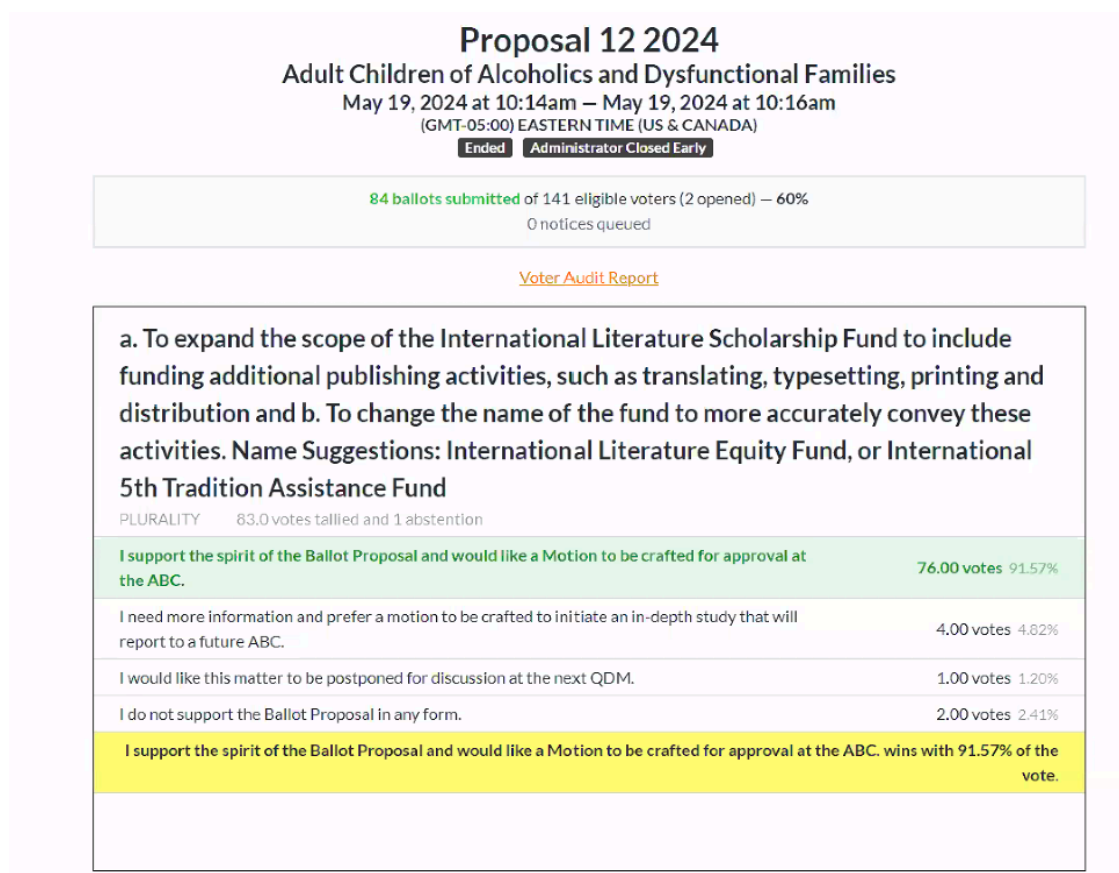 Proposal 12 2024
Adult Children of Alcoholics and Dysfunctional Families
May 19, 2024 at 10:14am — May 19, 2024 at 10:16am
(GMT-05:00) EASTERN TIME (US & CANADA)
Ended Administrator Closed Early
84 ballots submitted of 141 eligible voters (2 opened) — 60%
0 notices queued
Voter Audit Report
a. To expand the scope of the International Literature Scholarship Fund to include
funding additional publishing activities, such as translating, typesetting, printing and
distribution and b. To change the name of the fund to more accurately convey these
activities. Name Suggestions: International Literature Equity Fund, or International
5th Tradition Assistance Fund
PLURALITY 83.0 votes tallied and 1 abstention
I support the spirit of the Ballot Proposal and would like a Motion to be crafted for approval at
the ABC.
76.00 votes 91.57%
I need more information and prefer a motion to be crafted to initiate an in-depth study that will
report to a future ABC.
4.00 votes 4.82%
I would like this matter to be postponed for discussion at the next QDM. 1.00 votes 1.20%
I do not support the Ballot Proposal in any form. 2.00 votes 2.41%
I support the spirit of the Ballot Proposal and would like a Motion to be crafted for approval at the ABC. wins with 91.57% of the
vote.